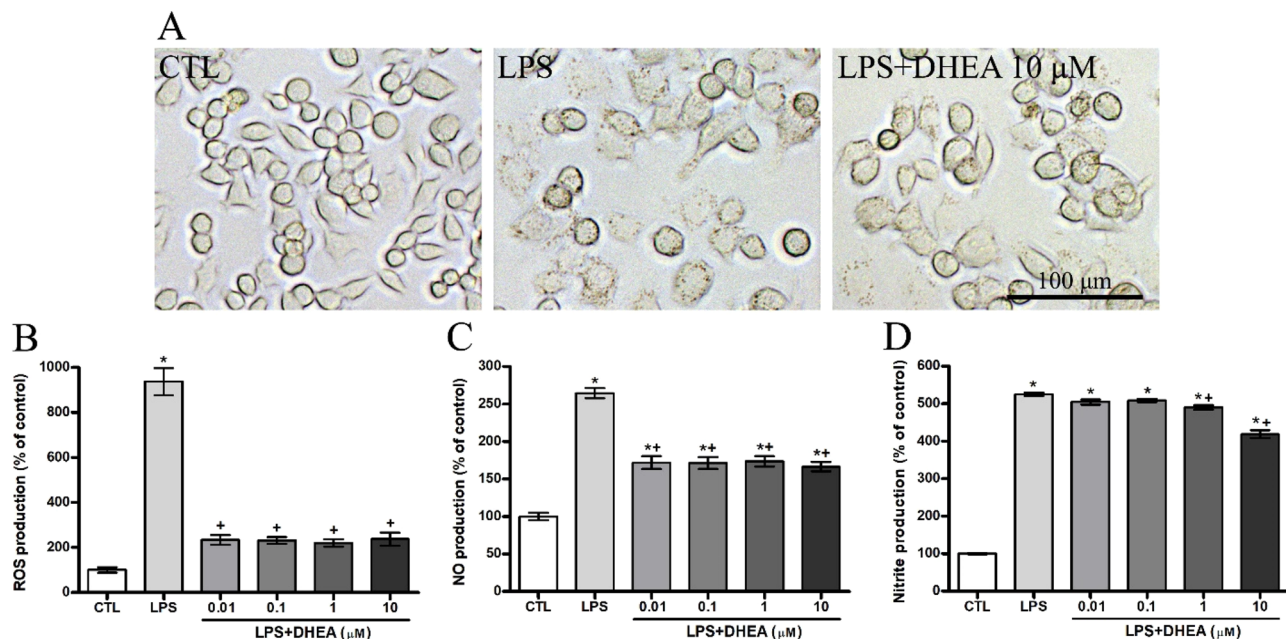 A
CTL
LPS
LPS+DHEA 10 μM
100 μm
B
ROS production (% of control)
1000
800
600
400
200
0
*
+
+
+
+
CTL
LPS
0.01
0.1
1
10
LPS+DHEA (μM)
C
NO production (% of control)
300
250
200
150
100
50
0
*
*+
*+
*+
*+
CTL
LPS
0.01
0.1
1
10
LPS+DHEA (μM)
D
Nitrite production (% of control)
600
500
400
300
200
100
0
*
*
*
*+
*+
CTL
LPS
0.01
0.1
1
10
LPS+DHEA (μM)